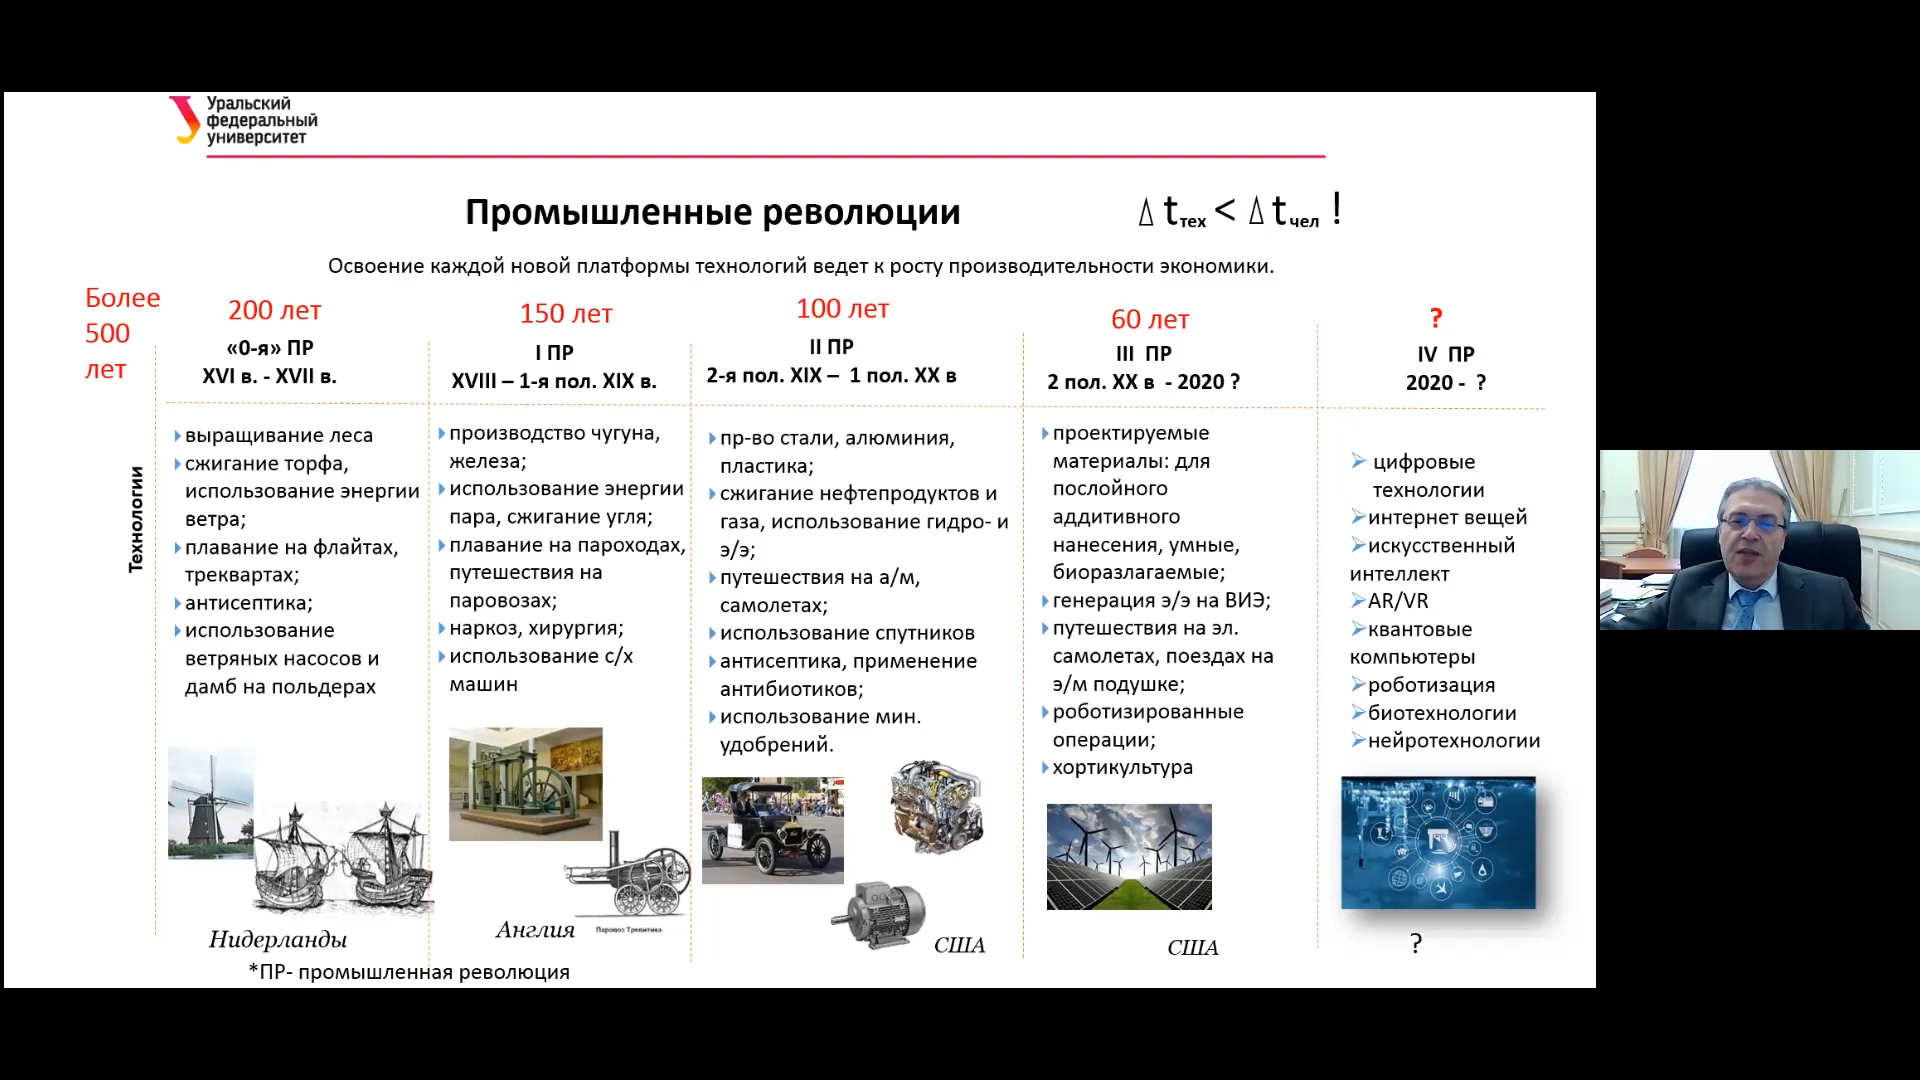 Уральский
федеральный
университет
Промышленные революции
Δ tтех < Δ tчел !
Освоение каждой новой платформы технологий ведет к росту производительности экономики.
Более
500
лет
200 лет
«0-я» ПР
XVI в. - XVII в.
150 лет
I ПР
XVIII – 1-я пол. XIX в.
100 лет
II ПР
2-я пол. XIX – 1 пол. XX в
60 лет
III ПР
2 пол. XX в - 2020 ?
?
IV ПР
2020 - ?
Технологии
выращивание леса
сжигание торфа,
использование энергии
ветра;
плавание на флайтах,
треквартах;
антисептика;
использование
ветряных насосов и
дамб на польдерах
Нидерланды
производство чугуна,
железа;
использование энергии
пара, сжигание угля;
плавание на пароходах,
путешествия на
паровозах;
наркоз, хирургия;
использование с/х
машин
Англия
Паровоз Тревитика
пр-во стали, алюминия,
пластика;
сжигание нефтепродуктов и
газа, использование гидро- и
э/э;
путешествия на а/м,
самолетах;
использование спутников
антисептика, применение
антибиотиков;
использование мин.
удобрений.
США
проектируемые
материалы: для
послойного
аддитивного
нанесения, умные,
биоразлагаемые;
генерация э/э на ВИЭ;
путешествия на эл.
самолетах, поездах на
э/м подушке;
роботизированные
операции;
хортикультура
США
цифровые
технологии
интернет вещей
искусственный
интеллект
AR/VR
квантовые
компьютеры
роботизация
биотехнологии
нейротехнологии
?
*ПР- промышленная революция